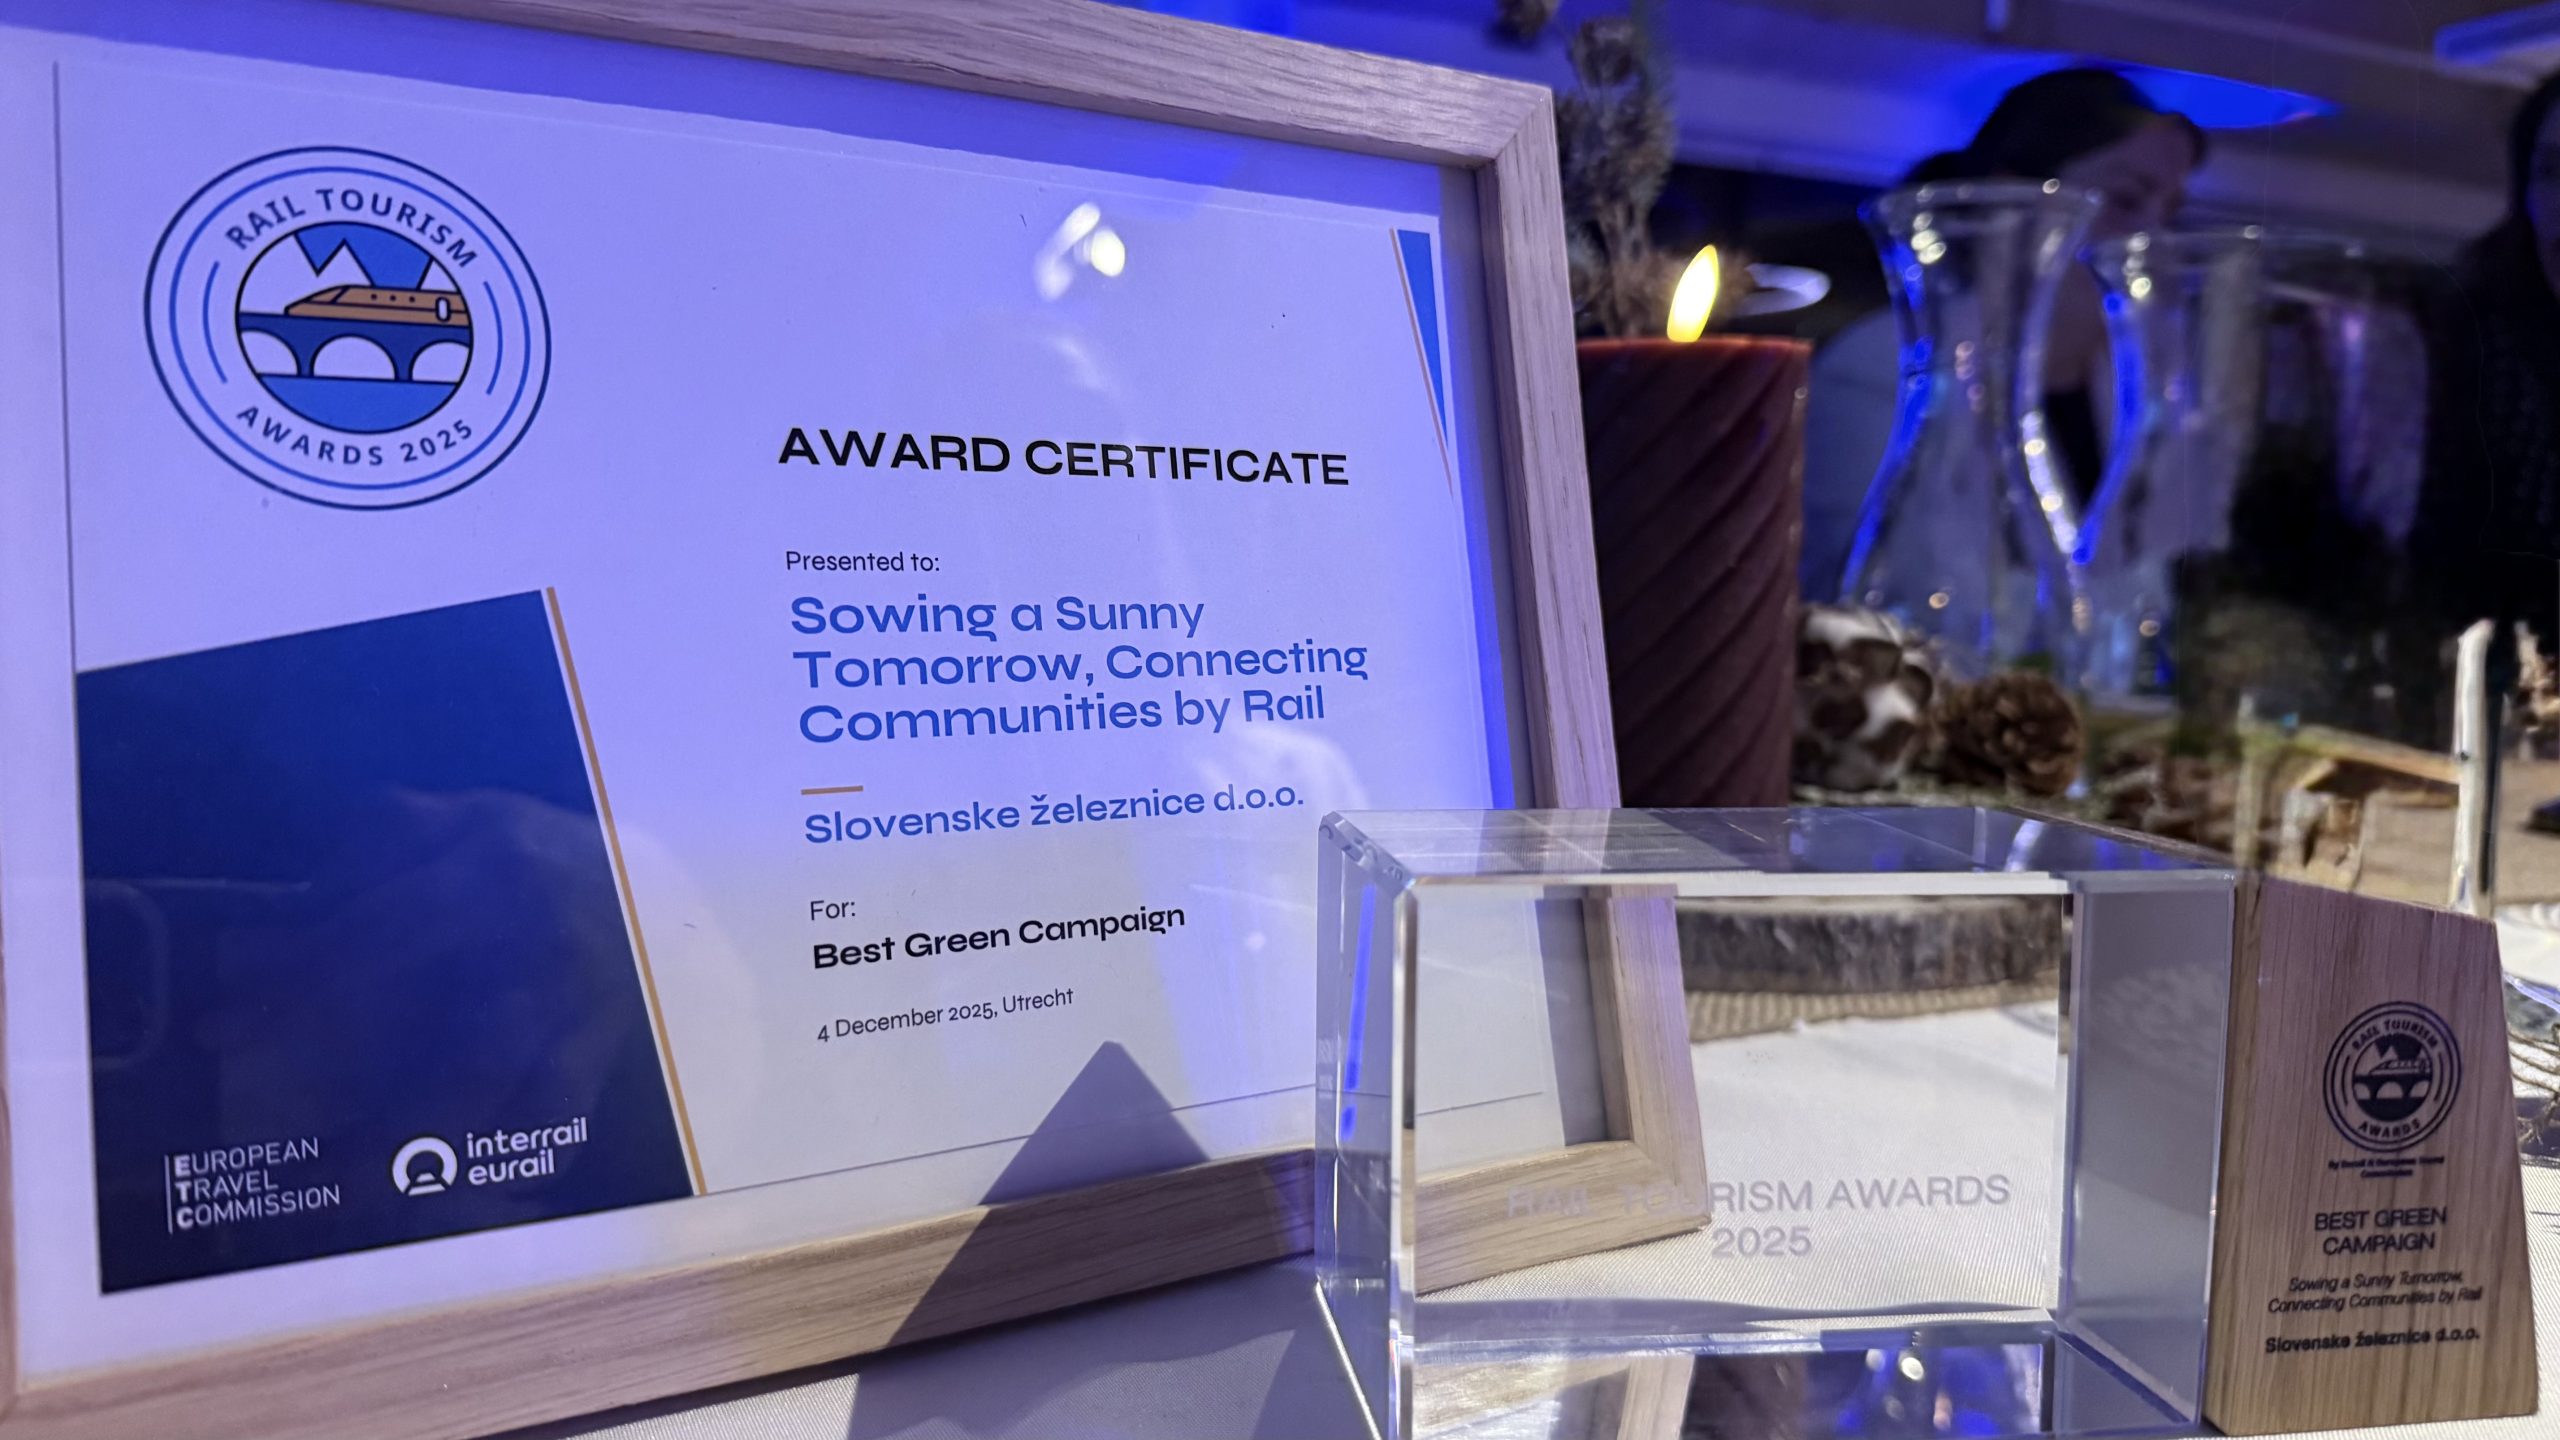 RAIL TOURISM
AWARDS 2025
AWARD CERTIFICATE
Presented to:
Sowing a Sunny
Tomorrow, Connecting
Communities by Rail
Slovenske železnice d.o.o.
For:
Best Green Campaign
4 December 2025, Utrecht
EUROPEAN
TRAVEL
COMMISSION
interrail
eurail
RAIL TOURISM AWARDS
2025
RAIL TOURISM
AWARDS
BEST GREEN
CAMPAIGN
Sowing a Sunny Tomorrow,
Connecting Communities by Rail
Slovenske železnice d.o.o.